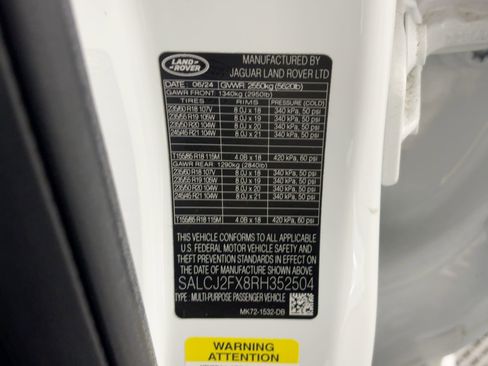 LAND
ROVER
MANUFACTURED BY
JAGUAR LAND ROVER LTD
DATE 06/24 GVWR 2550kg (5620lb)
GAWR FRONT 1340kg (2950lb)
TIRES RIMS PRESSURE (COLD)
235/60 R18 107V 8.0J x 18 340 kPa, 50 psi
235/55 R19 105W 8.0J x 19 340 kPa, 50 psi
235/50 R20 104W 8.0J x 20 340 kPa, 50 psi
245/45 R21 104W 8.0J x 21 340 kPa, 50 psi
T155/85 R18 115M 4.0B x 18 420 kPa, 60 psi
GAWR REAR 1290kg (2840lb)
235/60 R18 107V 8.0J x 18 340 kPa, 50 psi
235/55 R19 105W 8.0J x 19 340 kPa, 50 psi
235/50 R20 104W 8.0J x 20 340 kPa, 50 psi
245/45 R21 104W 8.0J x 21 340 kPa, 50 psi
T155/85 R18 115M 4.0B x 18 420 kPa, 60 psi
THIS VEHICLE CONFORMS TO ALL APPLICABLE
U.S. FEDERAL MOTOR VEHICLE SAFETY AND
THEFT PREVENTION STANDARDS IN EFFECT ON
THE DATE OF MANUFACTURE SHOWN ABOVE.
SALCJ2FX8RH352504
TYPE : MULTI-PURPOSE PASSENGER VEHICLE
MK72-1532-DB
WARNING
ATTENTION